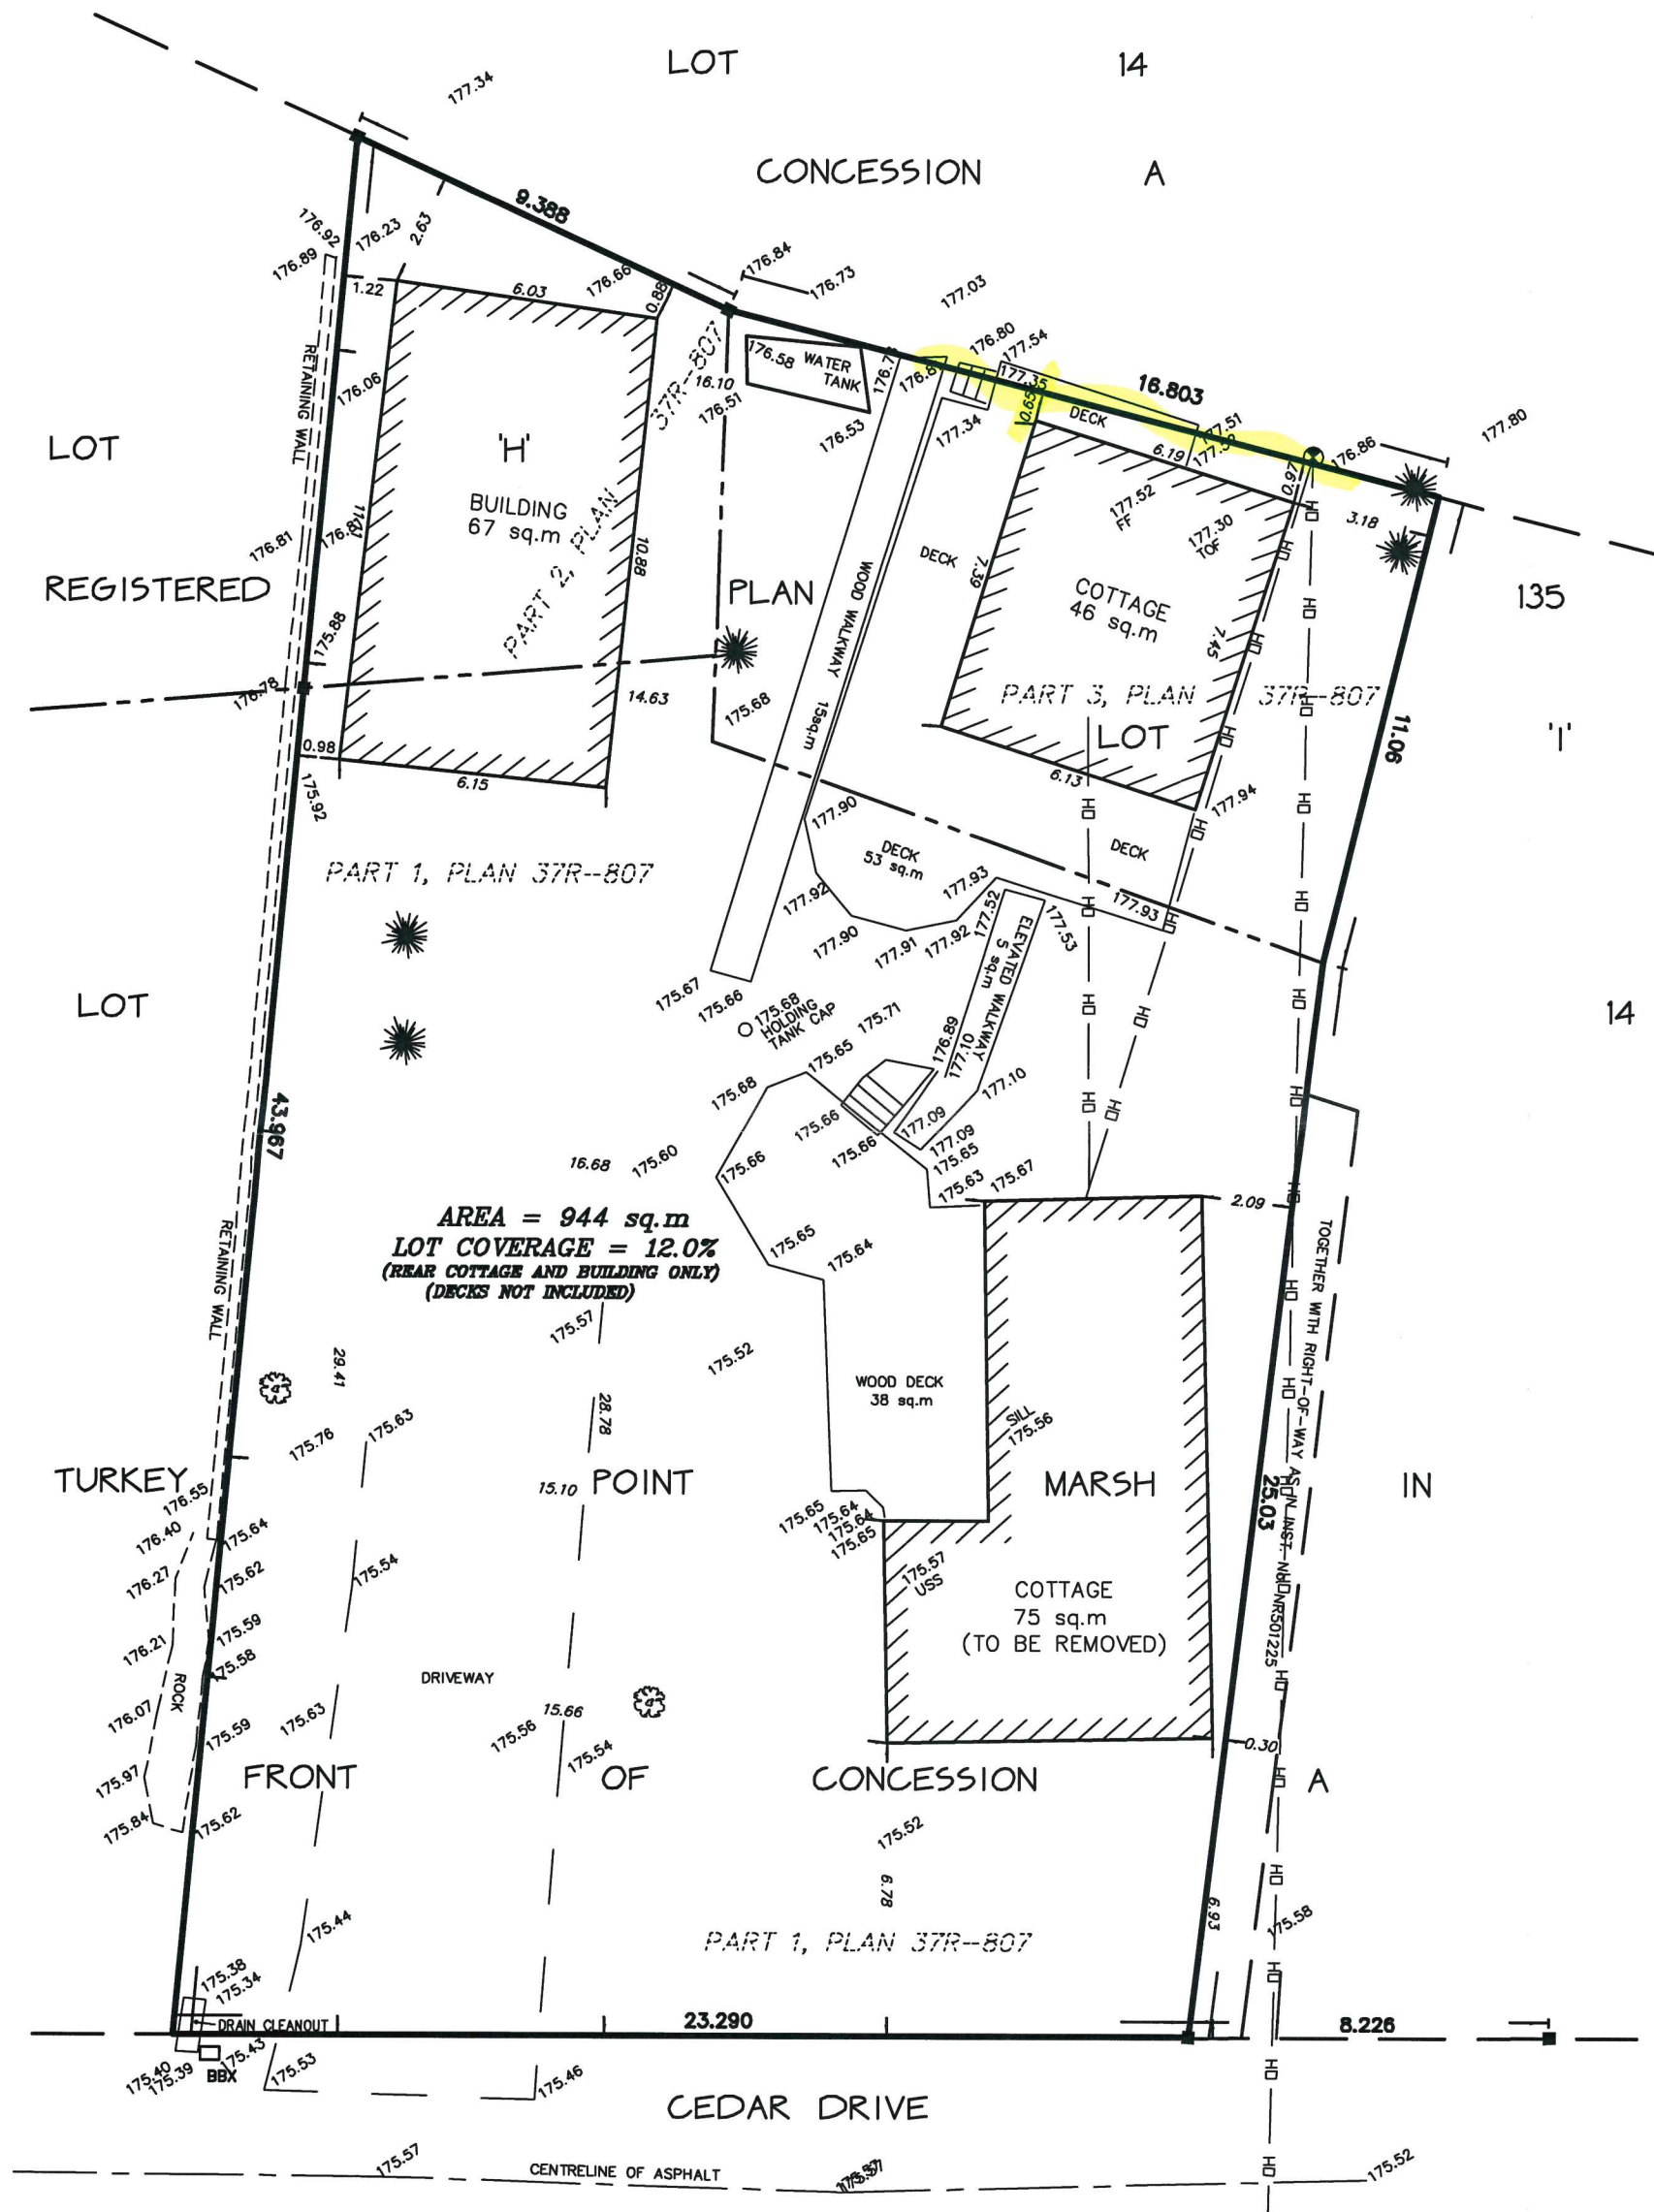 LOT 14
177.34
CONCESSION A
9.388
176.92
176.89
176.23
2.63
1.22
6.03
176.66
0.88
176.84
176.73
177.03
176.80
177.54
177.35
16.803
177.80
RETAINING WALL
176.06
37R--807
16.10
176.51
176.58 WATER
TANK
176.53
177.34
0.65
DECK
6.19
177.51
176.86
0.97
3.18
LOT
'H'
BUILDING
67 sq.m
PART 2, PLAN
10.88
DECK
7.39
177.52
FF
177.30
TOF
COTTAGE
46 sq.m
7.45
176.81
REGISTERED PLAN 135
WOOD WALKWAY 15sq.m
175.88
176.78
14.63
175.68
PART 3, PLAN 37R--807
LOT 'I'
11.06
0.98
175.92
6.15
6.13
177.94
177.90
DECK
53 sq.m
DECK
PART 1, PLAN 37R--807
177.92
177.93
177.93
177.90
177.91
177.92
177.52
177.53
ELEVATED WALKWAY
5 sq.m
LOT 14
175.67
175.66
175.68
HOLDING
TANK CAP
175.71
175.65
176.89
177.10
177.10
43.967
175.68
175.66
175.66
177.09
177.09
175.65
175.63
175.67
16.68
175.60
175.66
2.09
AREA = 944 sq.m
LOT COVERAGE = 12.0%
(REAR COTTAGE AND BUILDING ONLY)
(DECKS NOT INCLUDED)
175.65
175.64
RETAINING WALL
175.57
175.52
29.41
28.78
WOOD DECK
38 sq.m
SILL
175.56
TOGETHER WITH RIGHT-OF-WAY AS IN INST. No. NR501225
175.76
175.63
TURKEY POINT MARSH IN
15.10
25.03
176.55
176.40
175.64
175.65
175.64
175.64
175.65
176.27
175.62
175.54
175.57
USS
COTTAGE
75 sq.m
(TO BE REMOVED)
176.21
175.59
175.58
ROCK
DRIVEWAY
176.07
175.59
175.63
175.56
15.66
175.54
0.30
175.97
FRONT OF CONCESSION A
175.84
175.62
175.52
6.78
6.93
175.58
175.44
PART 1, PLAN 37R--807
175.38
175.34
DRAIN CLEANOUT
23.290
8.226
175.40
175.39
BBX
175.43
175.53
175.46
CEDAR DRIVE
175.57
CENTRELINE OF ASPHALT
175.52